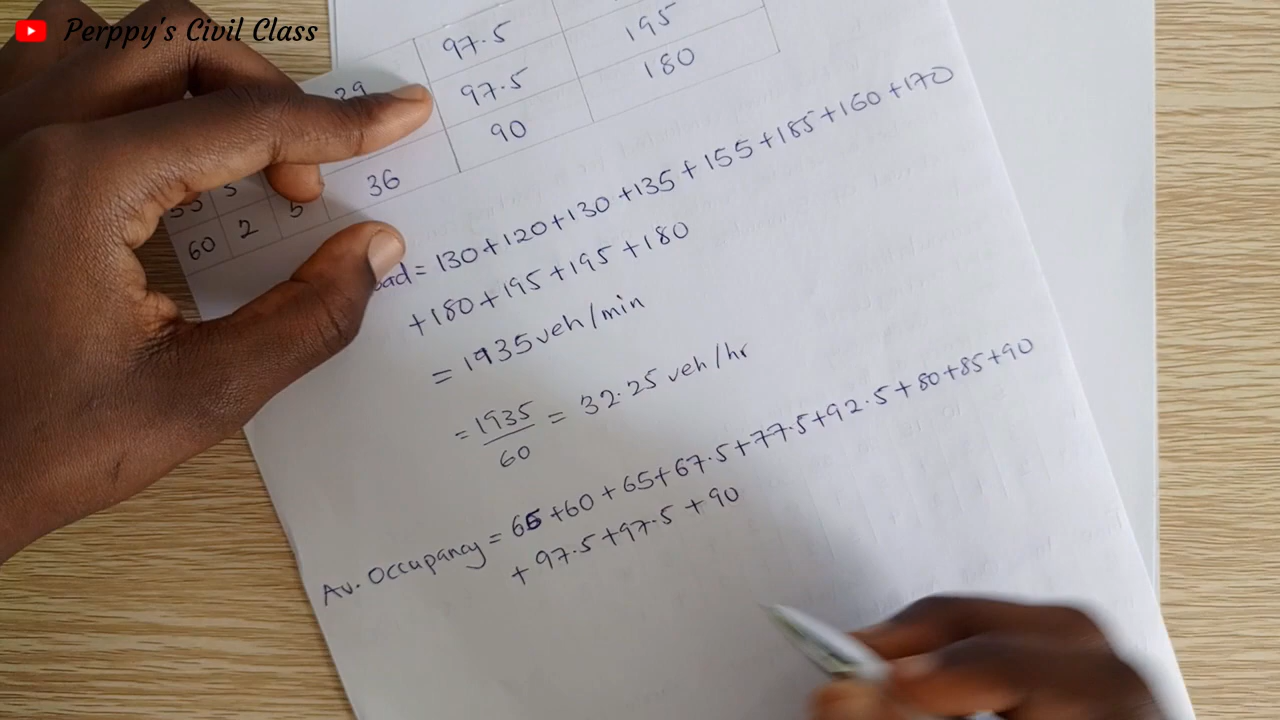 Perppy's Civil Class
97.5 195
29 97.5 180
90
55 5
60 2 5 36
= 130+120+130+135+155+185+160+170
+180+195+195+180
= 1935 veh/min
= 1935/60 = 32.25 veh/hr
Av. Occupancy = 65+60+65+67.5+77.5+92.5+80+85+90
+97.5+97.5+90